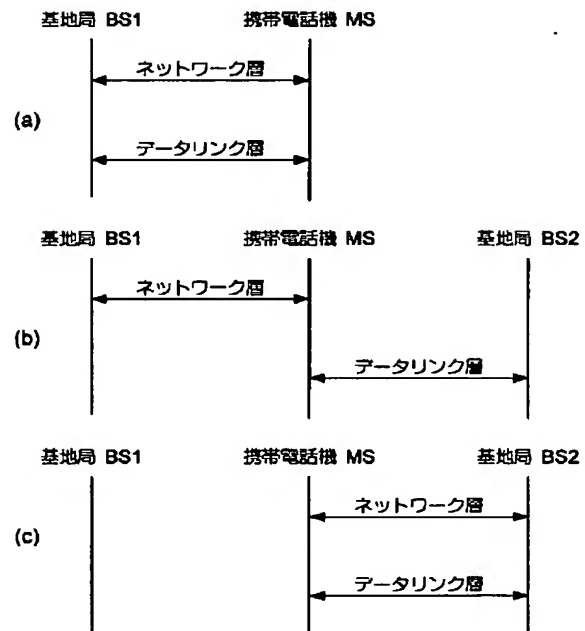 基地局 BS1 携帯電話機 MS
ネットワーク層
(a)
データリンク層
基地局 BS1 携帯電話機 MS 基地局 BS2
ネットワーク層
(b)
データリンク層
基地局 BS1 携帯電話機 MS 基地局 BS2
ネットワーク層
(c)
データリンク層